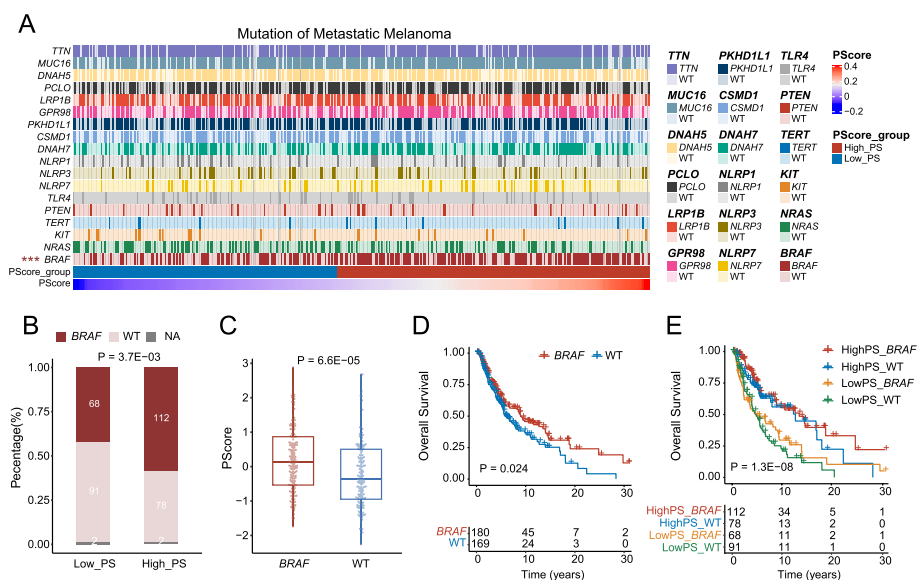 A
Mutation of Metastatic Melanoma
TTN
MUC16
DNAH5
PCLO
LRP1B
GPR98
PKHD1L1
CSMD1
DNAH7
NLRP1
NLRP3
NLRP7
TLR4
PTEN
TERT
KIT
NRAS
*** BRAF
PScore_group
PScore
TTN PKHD1L1 TLR4 PScore
TTN PKHD1L1 TLR4 0.4
WT WT WT 0.2
0
−0.2
MUC16 CSMD1 PTEN
MUC16 CSMD1 PTEN
WT WT WT
DNAH5 DNAH7 TERT PScore_group
DNAH5 DNAH7 TERT High_PS
WT WT WT Low_PS
PCLO NLRP1 KIT
PCLO NLRP1 KIT
WT WT WT
LRP1B NLRP3 NRAS
LRP1B NLRP3 NRAS
WT WT WT
GPR98 NLRP7 BRAF
GPR98 NLRP7 BRAF
WT WT WT
B
BRAF WT NA
P = 3.7E−03
Pecentage(%)
1.00
0.75
0.50
0.25
0.00
68
91
2
112
78
2
Low_PS High_PS
C
P = 6.6E−05
PScore
3
2
1
0
−1
−2
BRAF WT
D
BRAF WT
Overall Survival
1.00
0.75
0.50
0.25
0.00
P = 0.024
0 10 20 30
BRAF 180 45 7 2
WT 169 24 3 0
0 10 20 30
Time (years)
E
HighPS_BRAF
HighPS_WT
LowPS_BRAF
LowPS_WT
Overall Survival
1.00
0.75
0.50
0.25
0.00
P = 1.3E−08
0 10 20 30
HighPS_BRAF 112 34 5 1
HighPS_WT 78 13 2 0
LowPS_BRAF 68 11 2 1
LowPS_WT 91 11 1 0
0 10 20 30
Time (years)